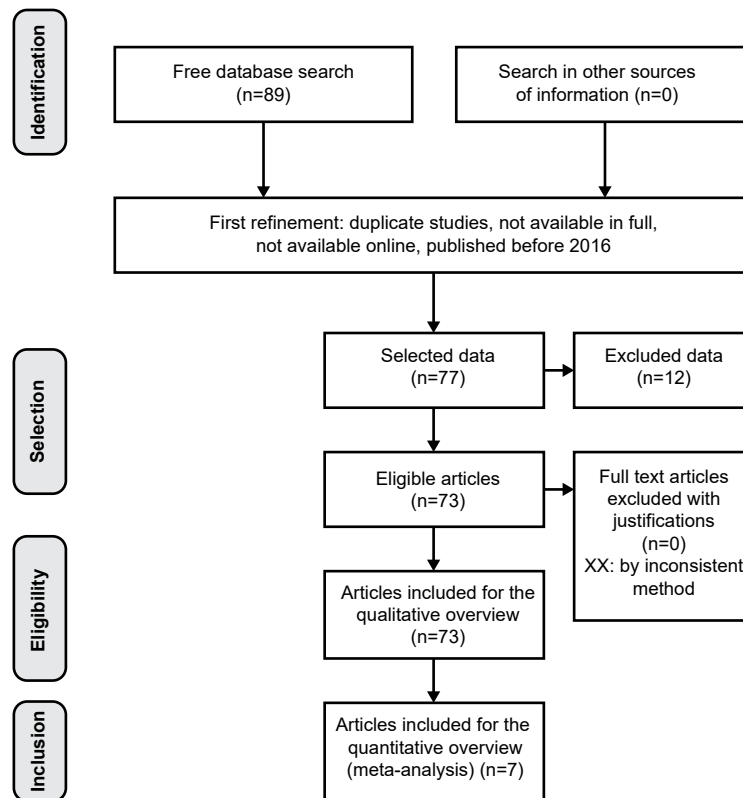 Identification
Free database search
(n=89)
Search in other sources
of information (n=0)
First refinement: duplicate studies, not available in full,
not available online, published before 2016
Selection
Selected data
(n=77)
Excluded data
(n=12)
Eligible articles
(n=73)
Full text articles
excluded with
justifications
(n=0)
XX: by inconsistent
method
Eligibility
Articles included for the
qualitative overview
(n=73)
Inclusion
Articles included for the
quantitative overview
(meta-analysis) (n=7)